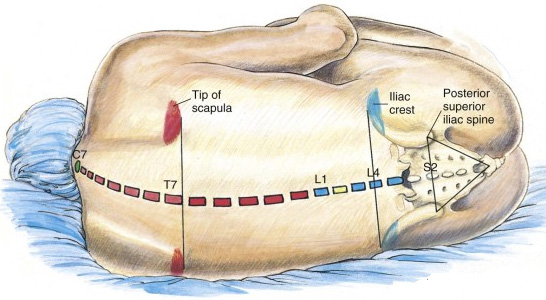 Tip of
scapula
Iliac
crest
Posterior
superior
iliac spine
C7
T7
L1
L4
S2